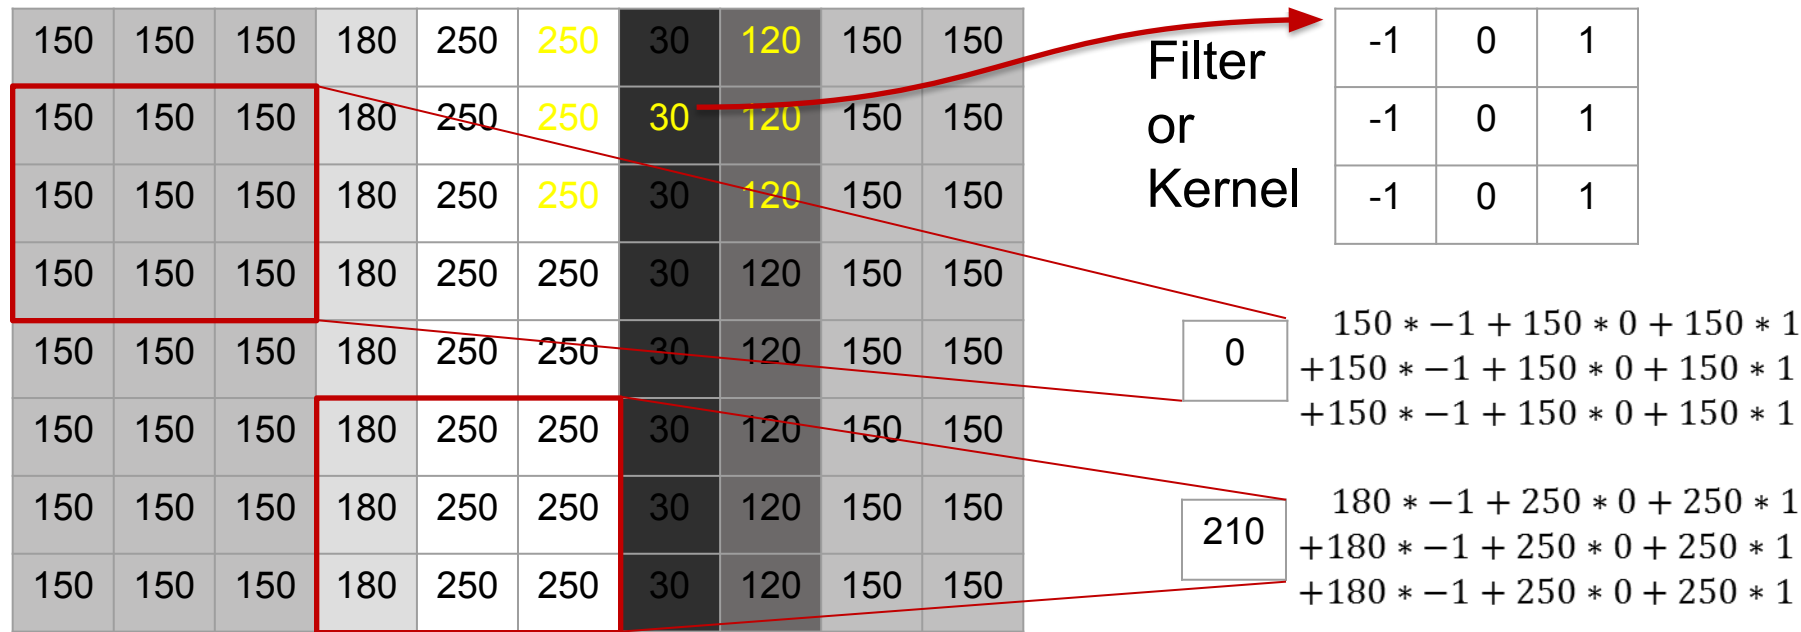 150 150 150 180 250 250 30 120 150 150
150 150 150 180 250 250 30 120 150 150
150 150 150 180 250 250 30 120 150 150
150 150 150 180 250 250 30 120 150 150
150 150 150 180 250 250 30 120 150 150
150 150 150 180 250 250 30 120 150 150
150 150 150 180 250 250 30 120 150 150
150 150 150 180 250 250 30 120 150 150
Filter
or
Kernel
-1 0 1
-1 0 1
-1 0 1
0
150 ∗ −1 + 150 ∗ 0 + 150 ∗ 1
+150 ∗ −1 + 150 ∗ 0 + 150 ∗ 1
+150 ∗ −1 + 150 ∗ 0 + 150 ∗ 1
210
180 ∗ −1 + 250 ∗ 0 + 250 ∗ 1
+180 ∗ −1 + 250 ∗ 0 + 250 ∗ 1
+180 ∗ −1 + 250 ∗ 0 + 250 ∗ 1